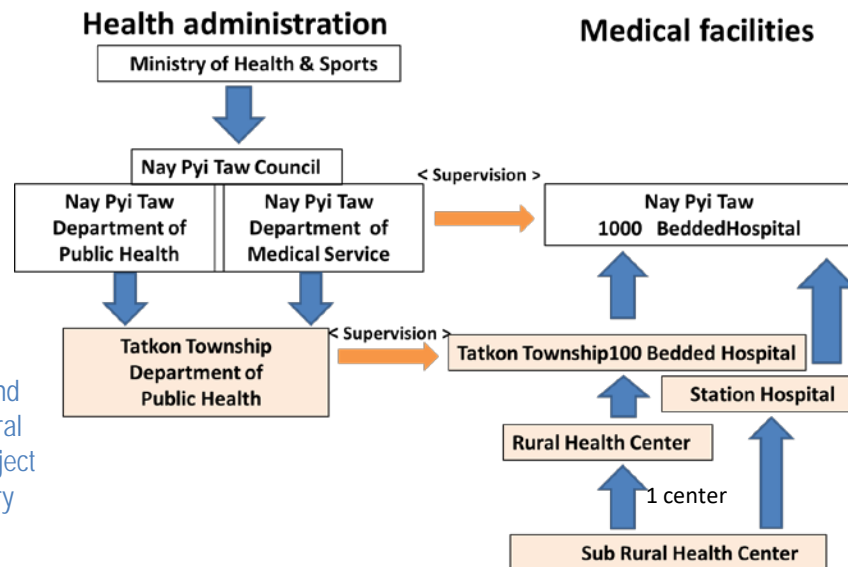 Health administration
Medical facilities
Ministry of Health & Sports
Nay Pyi Taw Council
< Supervision >
Nay Pyi Taw
Department of
Public Health
Nay Pyi Taw
Department of
Medical Service
Nay Pyi Taw
1000 BeddedHospital
Tatkon Township
Department of
Public Health
< Supervision >
Tatkon Township100 Bedded Hospital
Station Hospital
Rural Health Center
1 center
Sub Rural Health Center